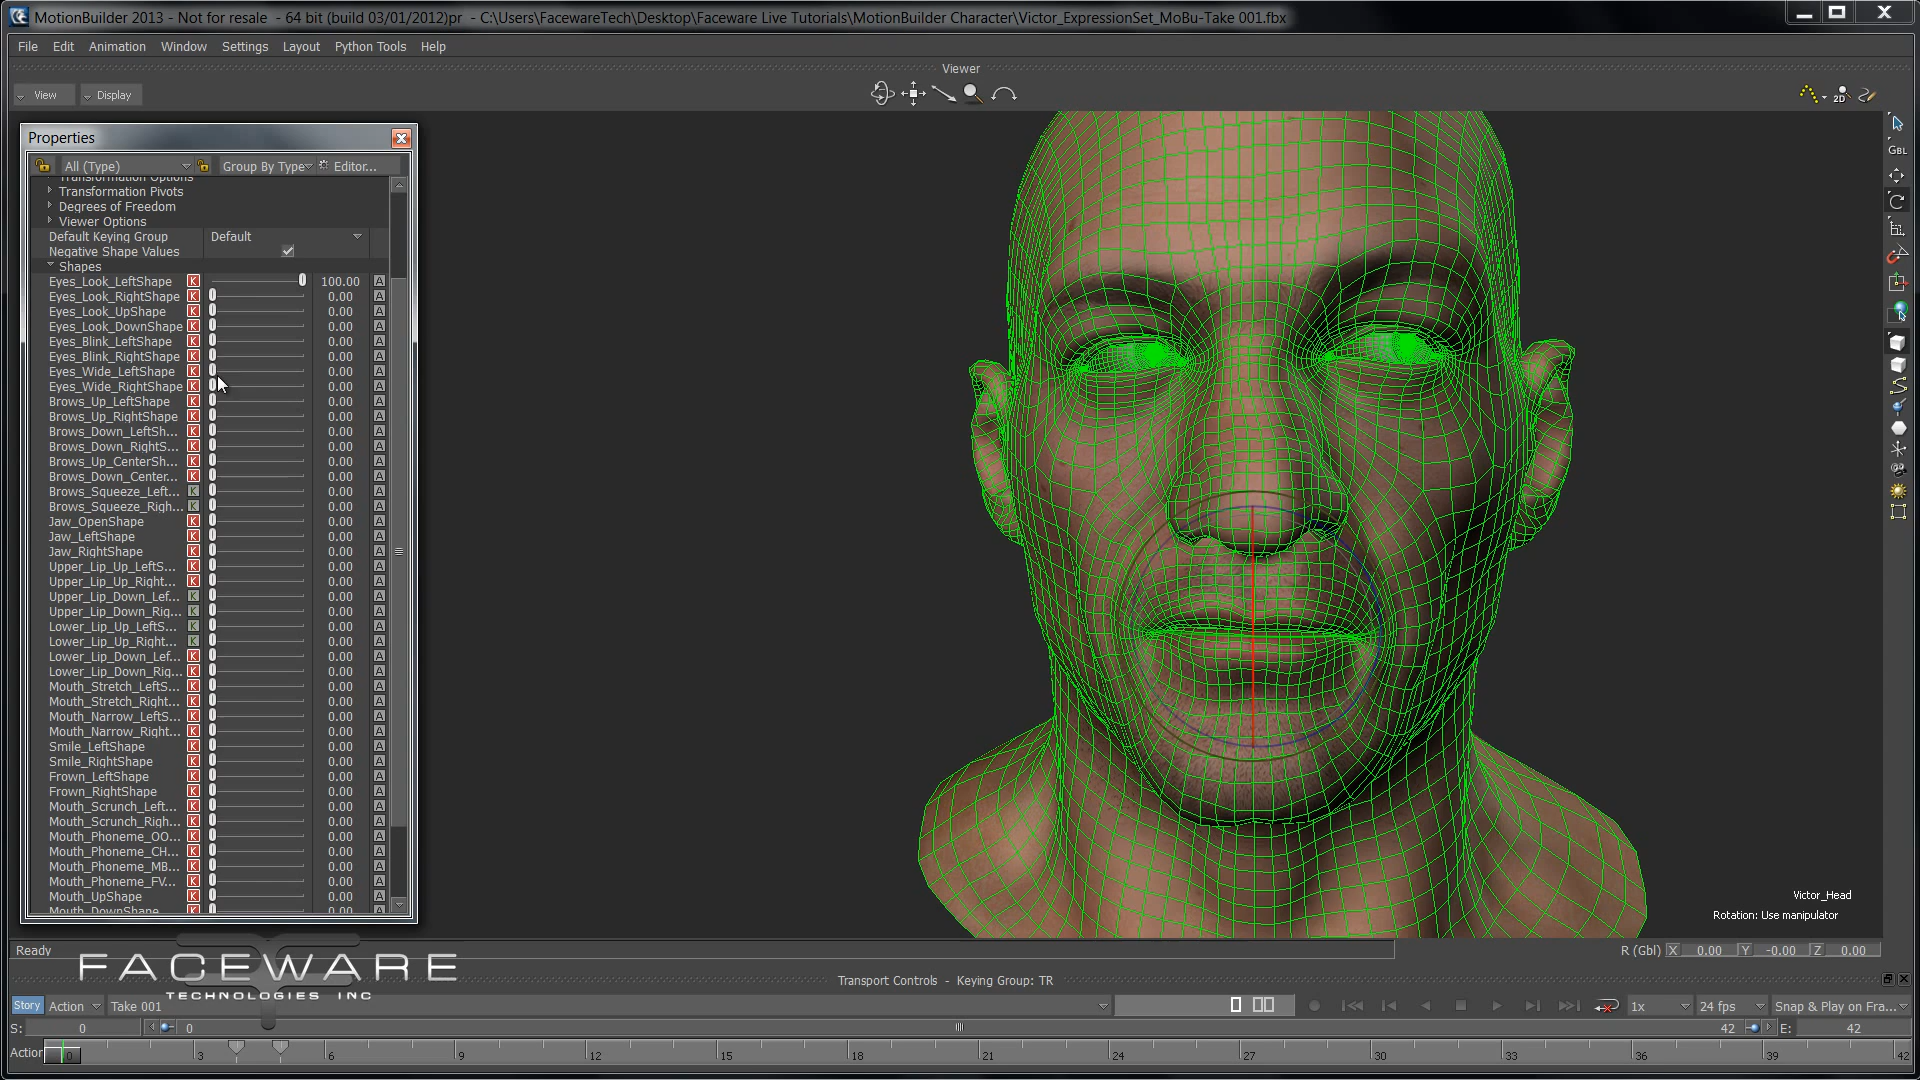 MotionBuilder 2013 - Not for resale - 64 bit (build 03/01/2012)pr - C:\Users\FacewareTech\Desktop\Faceware Live Tutorials\MotionBuilder Character\Victor_ExpressionSet_MoBu-Take 001.fbx
File Edit Animation Window Settings Layout Python Tools Help
Viewer
View Display
2D
Properties
All (Type) Group By Type Editor...
Transformation Options
Transformation Pivots
Degrees of Freedom
Viewer Options
Default Keying Group Default
Negative Shape Values
Shapes
Eyes_Look_LeftShape K 100.00 A
Eyes_Look_RightShape K 0.00 A
Eyes_Look_UpShape K 0.00 A
Eyes_Look_DownShape K 0.00 A
Eyes_Blink_LeftShape K 0.00 A
Eyes_Blink_RightShape K 0.00 A
Eyes_Wide_LeftShape K 0.00 A
Eyes_Wide_RightShape K 0.00 A
Brows_Up_LeftShape K 0.00 A
Brows_Up_RightShape K 0.00 A
Brows_Down_LeftSh... K 0.00 A
Brows_Down_RightS... K 0.00 A
Brows_Up_CenterSh... K 0.00 A
Brows_Down_Center... K 0.00 A
Brows_Squeeze_Left... K 0.00 A
Brows_Squeeze_Righ... K 0.00 A
Jaw_OpenShape K 0.00 A
Jaw_LeftShape K 0.00 A
Jaw_RightShape K 0.00 A
Upper_Lip_Up_LeftS... K 0.00 A
Upper_Lip_Up_Right... K 0.00 A
Upper_Lip_Down_Lef... K 0.00 A
Upper_Lip_Down_Rig... K 0.00 A
Lower_Lip_Up_LeftS... K 0.00 A
Lower_Lip_Up_Right... K 0.00 A
Lower_Lip_Down_Lef... K 0.00 A
Lower_Lip_Down_Rig... K 0.00 A
Mouth_Stretch_LeftS... K 0.00 A
Mouth_Stretch_Right... K 0.00 A
Mouth_Narrow_LeftS... K 0.00 A
Mouth_Narrow_Right... K 0.00 A
Smile_LeftShape K 0.00 A
Smile_RightShape K 0.00 A
Frown_LeftShape K 0.00 A
Frown_RightShape K 0.00 A
Mouth_Scrunch_Left... K 0.00 A
Mouth_Scrunch_Righ... K 0.00 A
Mouth_Phoneme_OO... K 0.00 A
Mouth_Phoneme_CH... K 0.00 A
Mouth_Phoneme_MB... K 0.00 A
Mouth_Phoneme_FV... K 0.00 A
Mouth_UpShape K 0.00 A
Mouth_DownShape K 0.00 A
GBL
Victor_Head
Rotation: Use manipulator
Ready
R (Gbl) X 0.00 Y -0.00 Z 0.00
FACEWARE
TECHNOLOGIES INC
Transport Controls - Keying Group: TR
Story Action Take 001 1x 24 fps Snap & Play on Fra...
S: 0 0 42 E: 42
Action 0 3 6 9 12 15 18 21 24 27 30 33 36 39 42